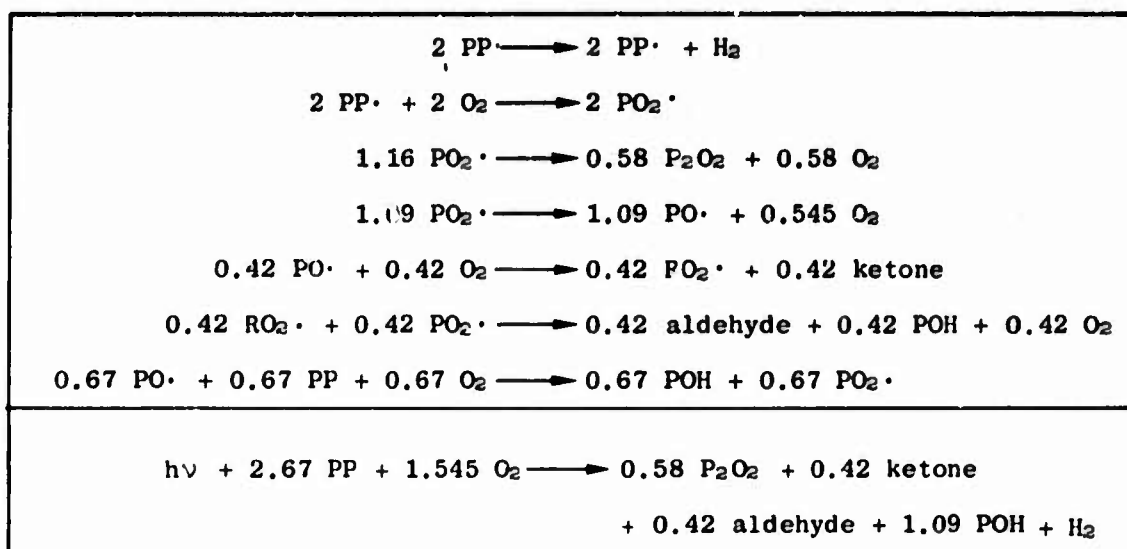 2 PP· ⟶ 2 PP· + H₂
2 PP· + 2 O₂ ⟶ 2 PO₂·
1.16 PO₂· ⟶ 0.58 P₂O₂ + 0.58 O₂
1.09 PO₂· ⟶ 1.09 PO· + 0.545 O₂
0.42 PO· + 0.42 O₂ ⟶ 0.42 FO₂· + 0.42 ketone
0.42 RO₂· + 0.42 PO₂· ⟶ 0.42 aldehyde + 0.42 POH + 0.42 O₂
0.67 PO· + 0.67 PP + 0.67 O₂ ⟶ 0.67 POH + 0.67 PO₂·
hν + 2.67 PP + 1.545 O₂ ⟶ 0.58 P₂O₂ + 0.42 ketone
+ 0.42 aldehyde + 1.09 POH + H₂